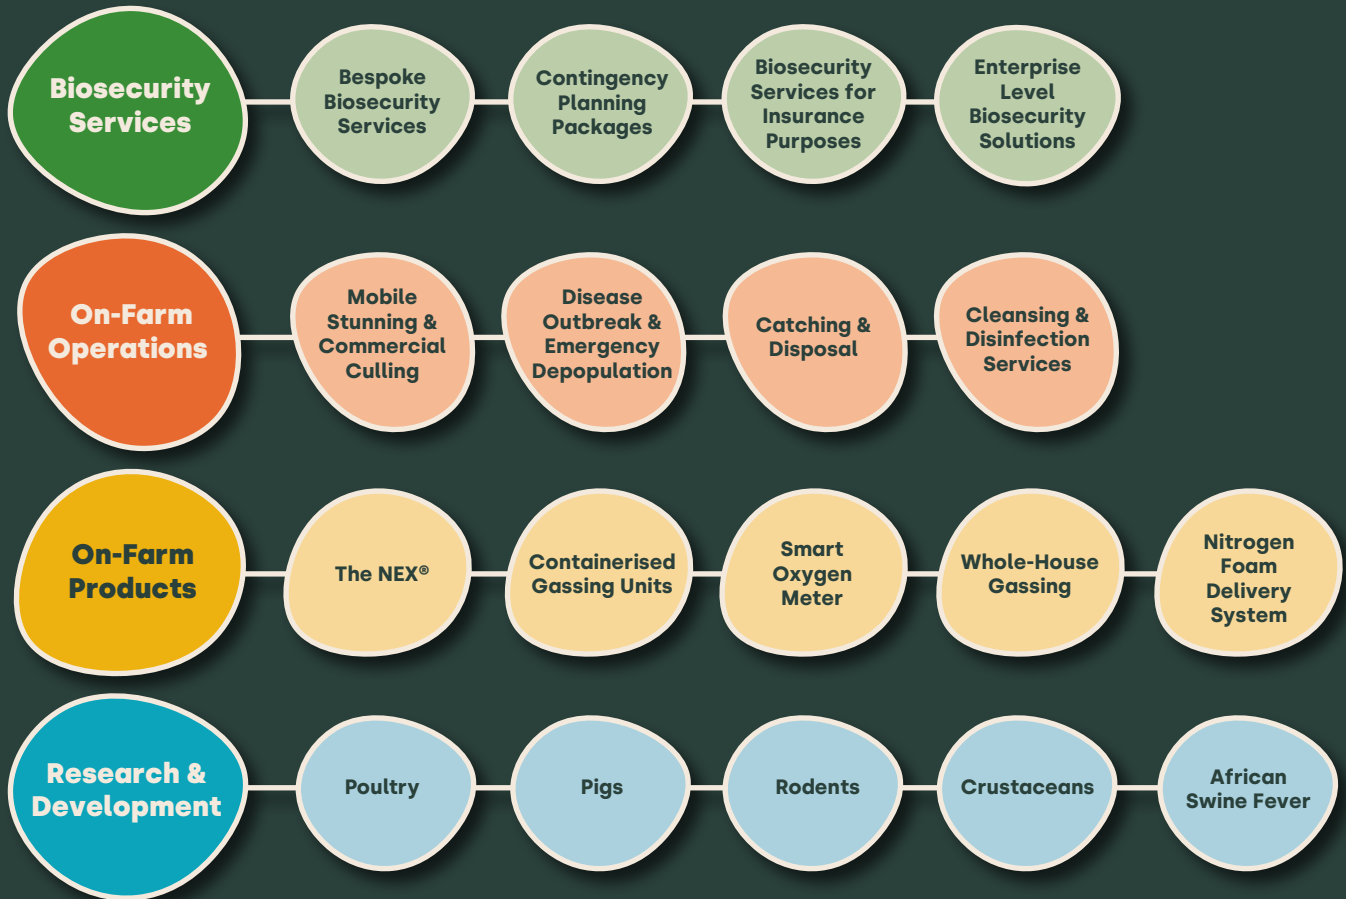 Biosecurity
Services
Bespoke
Biosecurity
Services
Contingency
Planning
Packages
Biosecurity
Services for
Insurance
Purposes
Enterprise
Level
Biosecurity
Solutions
On-Farm
Operations
Mobile
Stunning &
Commercial
Culling
Disease
Outbreak &
Emergency
Depopulation
Catching &
Disposal
Cleansing &
Disinfection
Services
On-Farm
Products
The NEX®
Containerised
Gassing Units
Smart
Oxygen
Meter
Whole-House
Gassing
Nitrogen
Foam
Delivery
System
Research &
Development
Poultry
Pigs
Rodents
Crustaceans
African
Swine Fever